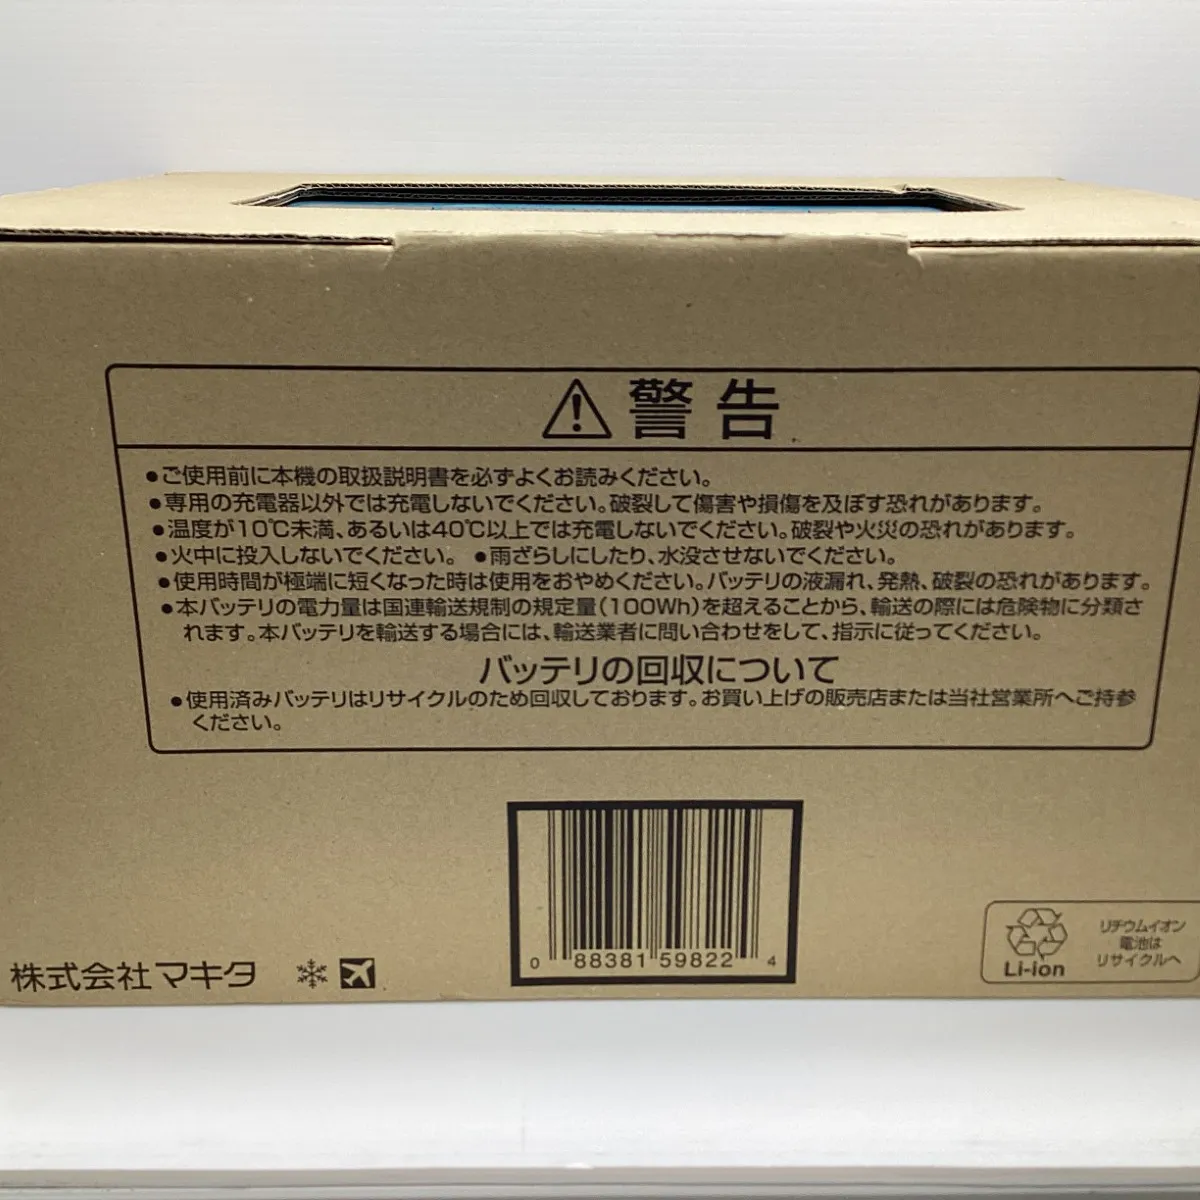 警告
●ご使用前に本機の取扱説明書を必ずよくお読みください。
●専用の充電器以外では充電しないでください。破裂して傷害や損傷を及ぼす恐れがあります。
●温度が10℃未満、あるいは40℃以上では充電しないでください。破裂や火災の恐れがあります。
●火中に投入しないでください。 ●雨ざらしにしたり、水没させないでください。
●使用時間が極端に短くなった時は使用をおやめください。バッテリの液漏れ、発熱、破裂の恐れがあります。
●本バッテリの電力量は国連輸送規制の規定量(100Wh)を超えることから、輸送の際には危険物に分類さ
れます。本バッテリを輸送する場合には、輸送業者に問い合わせをして、指示に従ってください。
バッテリの回収について
●使用済みバッテリはリサイクルのため回収しております。お買い上げの販売店または当社営業所へご持参
ください。
0 88381 59822 4
株式会社マキタ
Li-ion
リチウムイオン
電池は
リサイクルへ